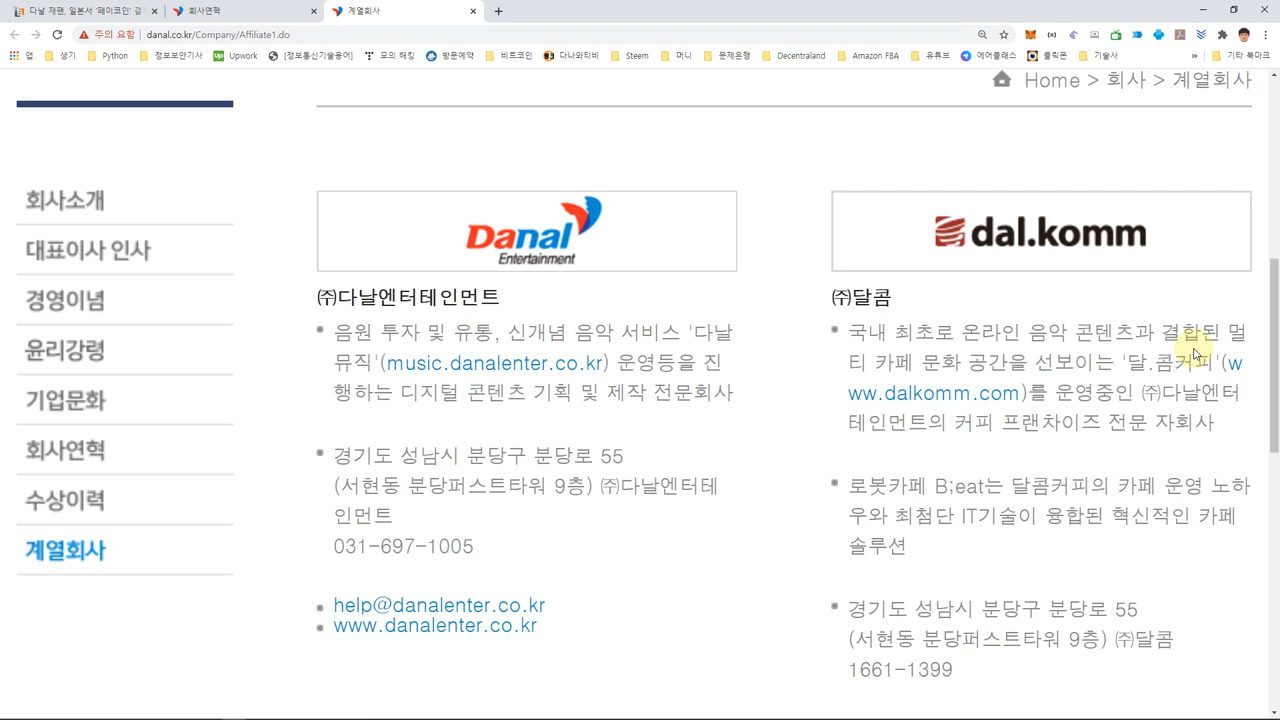 다날 재팬, 일본서 '페이코인' 결
회사연혁
계열회사
주의 요함
danal.co.kr/Company/Affiliate1.do
앱
생기
Python
정보보안기사
Upwork
[정보통신기술용어]
모의 해킹
방문예약
비트코인
다나와티비
Steem
머니
문제은행
Decentraland
Amazon FBA
유튜브
에어클래스
클릭몬
기술사
»
기타 북마크
Home > 회사 > 계열회사
회사소개
대표이사 인사
경영이념
윤리강령
기업문화
회사연혁
수상이력
계열회사
Danal
Entertainment
㈜다날엔터테인먼트
음원 투자 및 유통, 신개념 음악 서비스 '다날
뮤직'(music.danalenter.co.kr) 운영등을 진
행하는 디지털 콘텐츠 기획 및 제작 전문회사
경기도 성남시 분당구 분당로 55
(서현동 분당퍼스트타워 9층) ㈜다날엔터테
인먼트
031-697-1005
help@danalenter.co.kr
www.danalenter.co.kr
dal.komm
㈜달콤
국내 최초로 온라인 음악 콘텐츠과 결합된 멀
티 카페 문화 공간을 선보이는 '달.콤커피'(w
ww.dalkomm.com)를 운영중인 ㈜다날엔터
테인먼트의 커피 프랜차이즈 전문 자회사
로봇카페 B;eat는 달콤커피의 카페 운영 노하
우와 최첨단 IT기술이 융합된 혁신적인 카페
솔루션
경기도 성남시 분당구 분당로 55
(서현동 분당퍼스트타워 9층) ㈜달콤
1661-1399